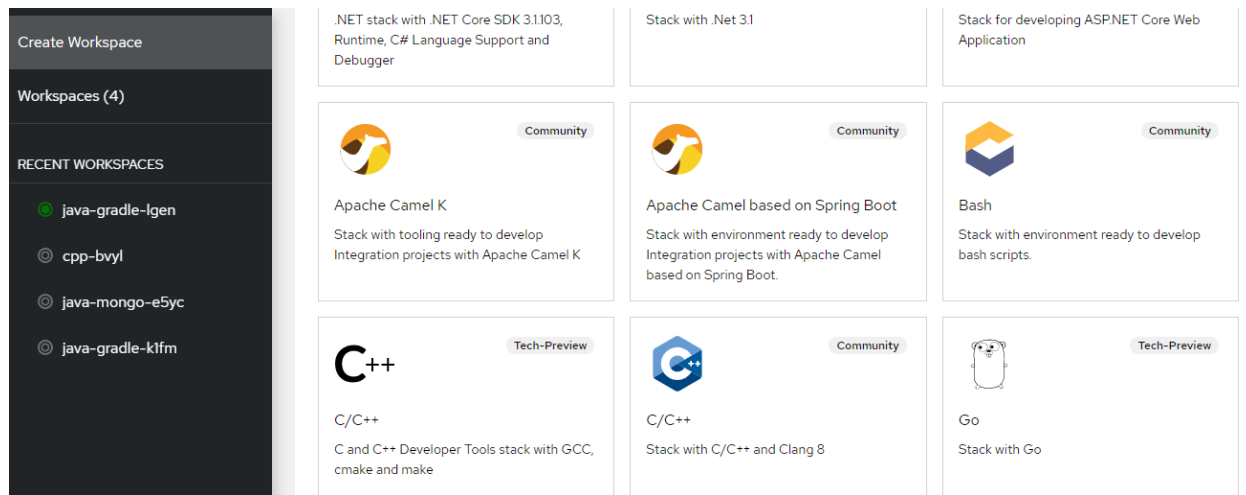 Create Workspace
Workspaces (4)
RECENT WORKSPACES
java-gradle-lgen
cpp-bvyl
java-mongo-e5yc
java-gradle-k1fm
.NET stack with .NET Core SDK 3.1.103,
Runtime, C# Language Support and
Debugger
Stack with .Net 3.1
Stack for developing ASP.NET Core Web
Application
Community
Apache Camel K
Stack with tooling ready to develop
Integration projects with Apache Camel K
Community
Apache Camel based on Spring Boot
Stack with environment ready to develop
Integration projects with Apache Camel
based on Spring Boot.
Community
Bash
Stack with environment ready to develop
bash scripts.
C++
Tech-Preview
C/C++
C and C++ Developer Tools stack with GCC,
cmake and make
C++
Community
C/C++
Stack with C/C++ and Clang 8
Tech-Preview
Go
Stack with Go